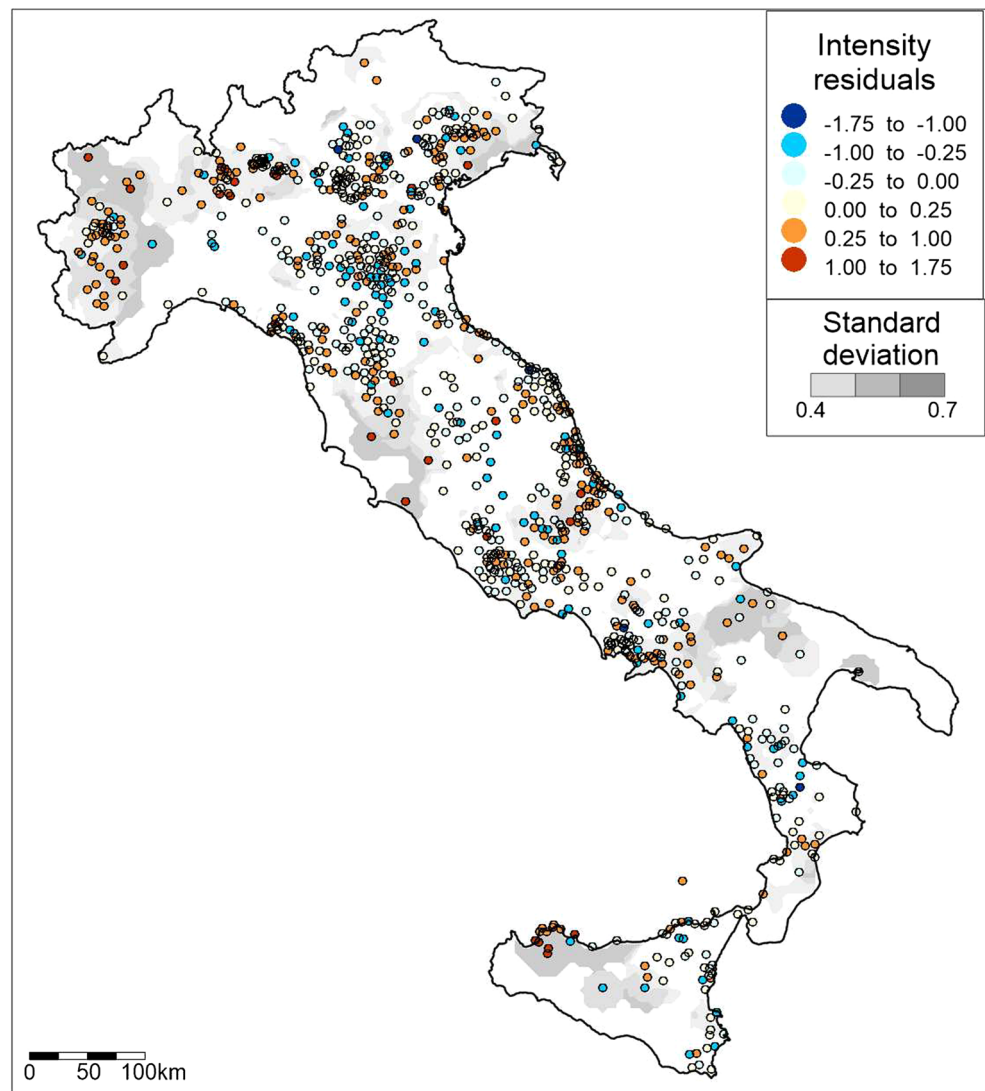 Intensity
residuals
-1.75 to -1.00
-1.00 to -0.25
-0.25 to 0.00
0.00 to 0.25
0.25 to 1.00
1.00 to 1.75
Standard
deviation
0.4 0.7
0 50 100km